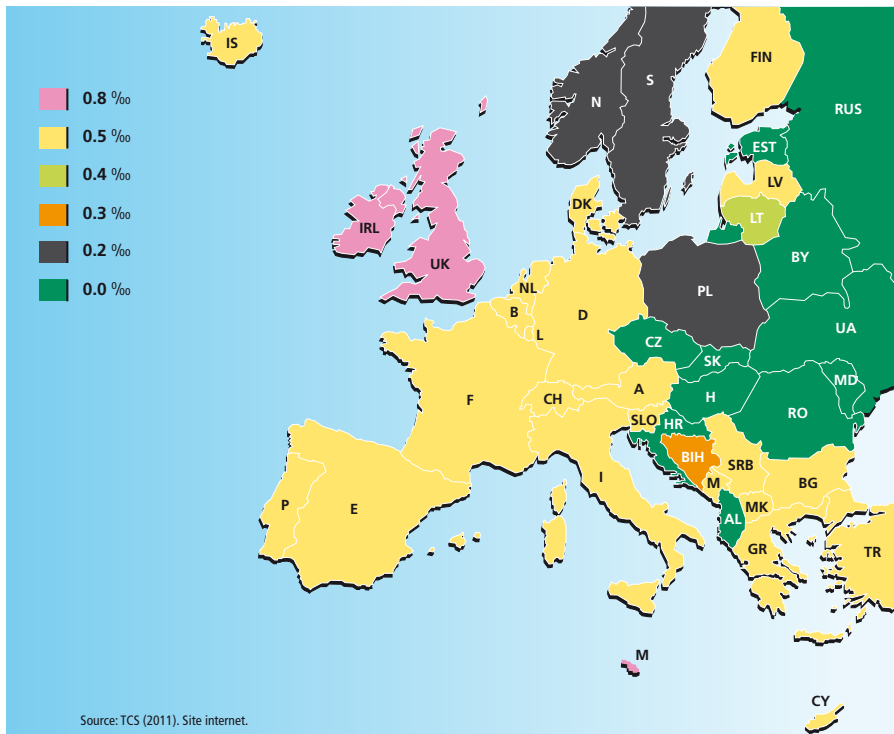 IS
FIN
0.8 ‰
N
S
RUS
0.5 ‰
EST
0.4 ‰
LV
DK
LT
0.3 ‰
IRL
0.2 ‰
UK
BY
NL
PL
0.0 ‰
B
D
L
UA
CZ
SK
MD
A
H
F
CH
RO
SLO
HR
BIH
SRB
I
M
BG
P
E
MK
AL
GR
TR
M
CY
Source: TCS (2011). Site internet.